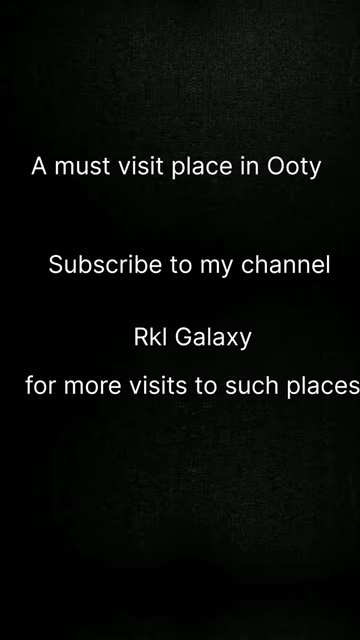 A must visit place in Ooty
Subscribe to my channel
Rkl Galaxy
for more visits to such places